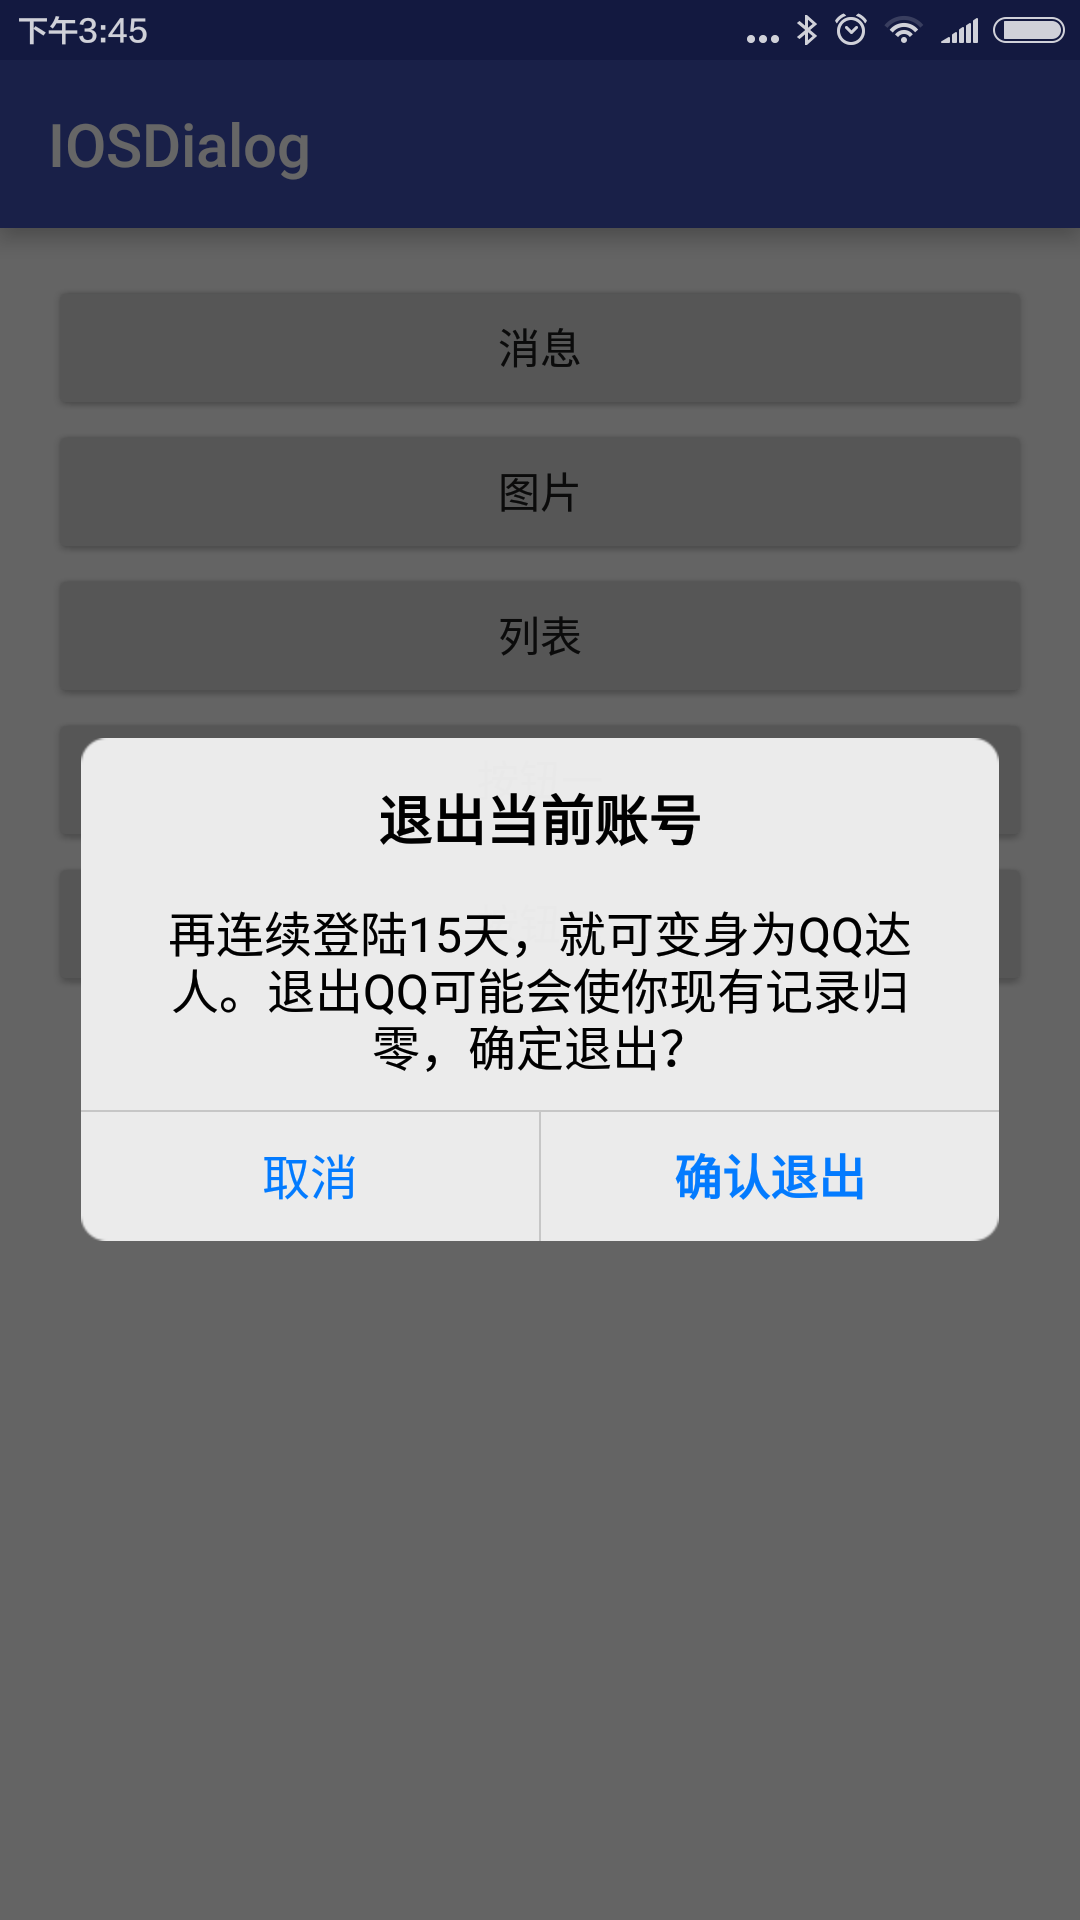 下午3:45
IOSDialog
消息
图片
列表
退出当前账号
再连续登陆15天，就可变身为QQ达
人。退出QQ可能会使你现有记录归
零，确定退出？
取消
确认退出